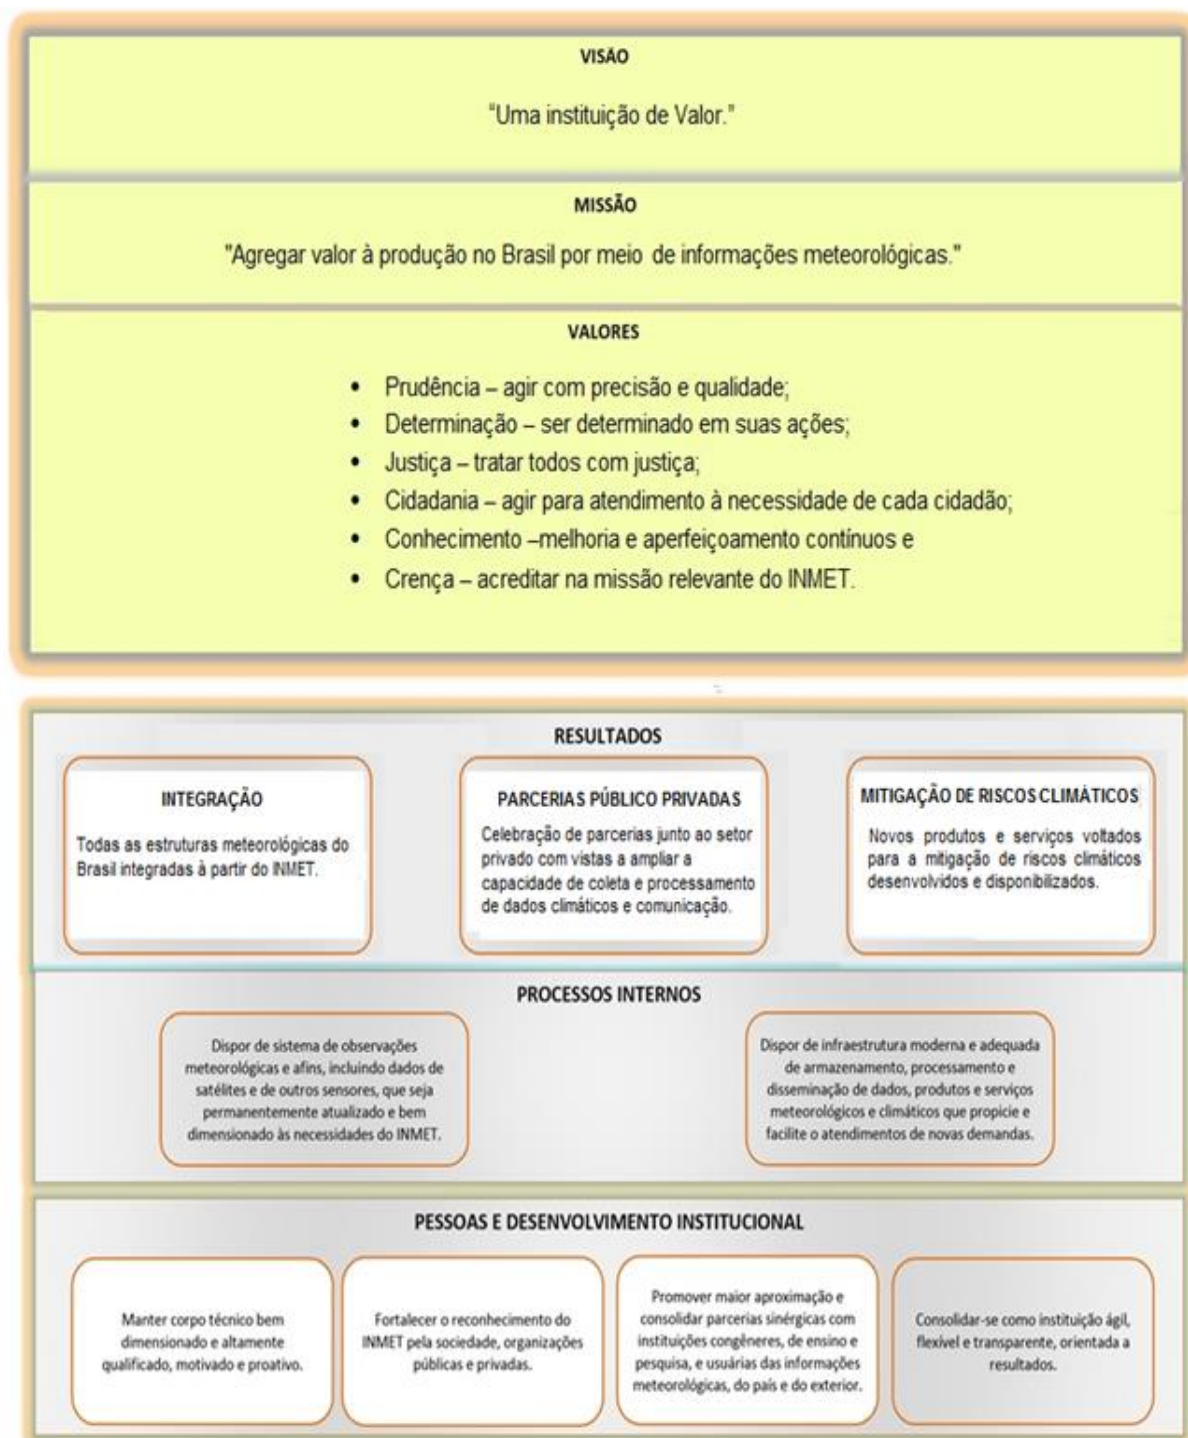 VISÃO
"Uma instituição de Valor."
MISSÃO
"Agregar valor à produção no Brasil por meio de informações meteorológicas."
VALORES
• Prudência – agir com precisão e qualidade;
• Determinação – ser determinado em suas ações;
• Justiça – tratar todos com justiça;
• Cidadania – agir para atendimento à necessidade de cada cidadão;
• Conhecimento –melhoria e aperfeiçoamento contínuos e
• Crença – acreditar na missão relevante do INMET.
RESULTADOS
INTEGRAÇÃO
Todas as estruturas meteorológicas do
Brasil integradas à partir do INMET.
PARCERIAS PÚBLICO PRIVADAS
Celebração de parcerias junto ao setor
privado com vistas a ampliar a
capacidade de coleta e processamento
de dados climáticos e comunicação.
MITIGAÇÃO DE RISCOS CLIMÁTICOS
Novos produtos e serviços voltados
para a mitigação de riscos climáticos
desenvolvidos e disponibilizados.
PROCESSOS INTERNOS
Dispor de sistema de observações
meteorológicas e afins, incluindo dados de
satélites e de outros sensores, que seja
permanentemente atualizado e bem
dimensionado às necessidades do INMET.
Dispor de infraestrutura moderna e adequada
de armazenamento, processamento e
disseminação de dados, produtos e serviços
meteorológicos e climáticos que propicie e
facilite o atendimentos de novas demandas.
PESSOAS E DESENVOLVIMENTO INSTITUCIONAL
Manter corpo técnico bem
dimensionado e altamente
qualificado, motivado e proativo.
Fortalecer o reconhecimento do
INMET pela sociedade, organizações
públicas e privadas.
Promover maior aproximação e
consolidar parcerias sinérgicas com
instituições congêneres, de ensino e
pesquisa, e usuárias das informações
meteorológicas, do país e do exterior.
Consolidar-se como instituição ágil,
flexível e transparente, orientada a
resultados.